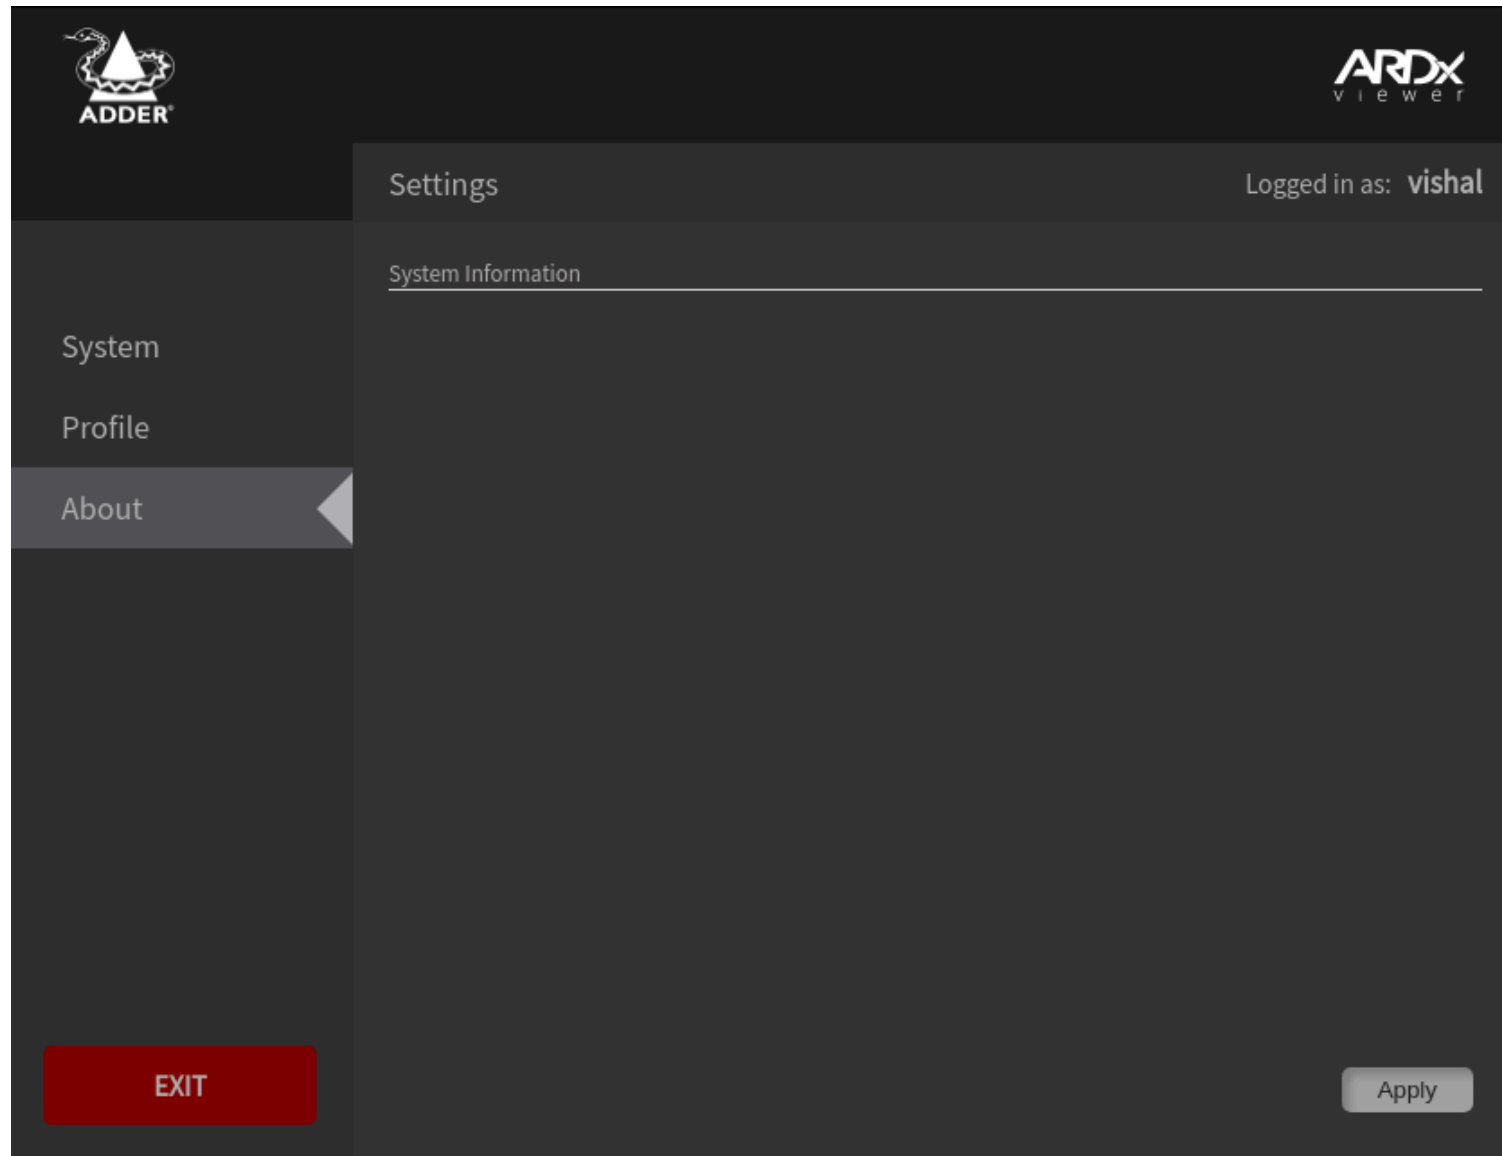 ADDER®
ARDx
viewer
Settings
Logged in as: vishal
System Information
System
Profile
About
EXIT
Apply